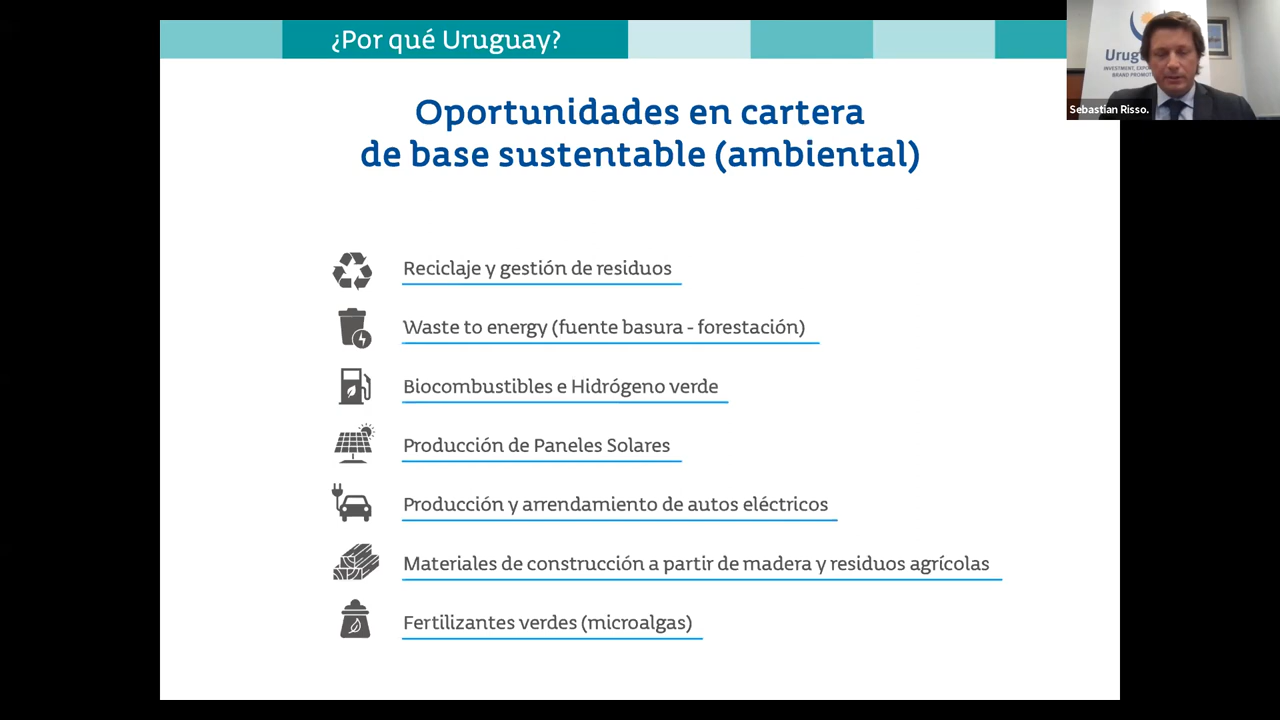 ¿Por qué Uruguay?
Oportunidades en cartera
de base sustentable (ambiental)
Reciclaje y gestión de residuos
Waste to energy (fuente basura - forestación)
Biocombustibles e Hidrógeno verde
Producción de Paneles Solares
Producción y arrendamiento de autos eléctricos
Materiales de construcción a partir de madera y residuos agrícolas
Fertilizantes verdes (microalgas)
Sebastian Risso.